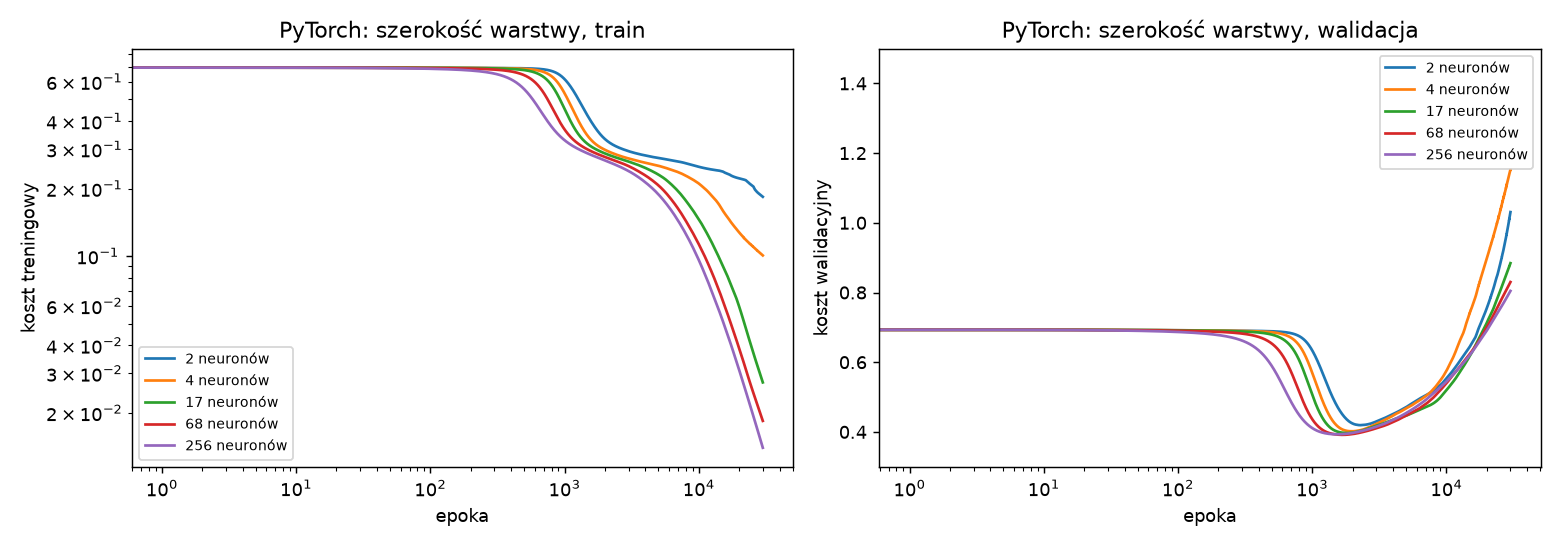 PyTorch: szerokość warstwy, train
koszt treningowy
6 × 10⁻¹
4 × 10⁻¹
3 × 10⁻¹
2 × 10⁻¹
10⁻¹
6 × 10⁻²
4 × 10⁻²
3 × 10⁻²
2 × 10⁻²
2 neuronów
4 neuronów
17 neuronów
68 neuronów
256 neuronów
10⁰ 10¹ 10² 10³ 10⁴
epoka
PyTorch: szerokość warstwy, walidacja
koszt walidacyjny
1.4
1.2
1.0
0.8
0.6
0.4
2 neuronów
4 neuronów
17 neuronów
68 neuronów
256 neuronów
10⁰ 10¹ 10² 10³ 10⁴
epoka